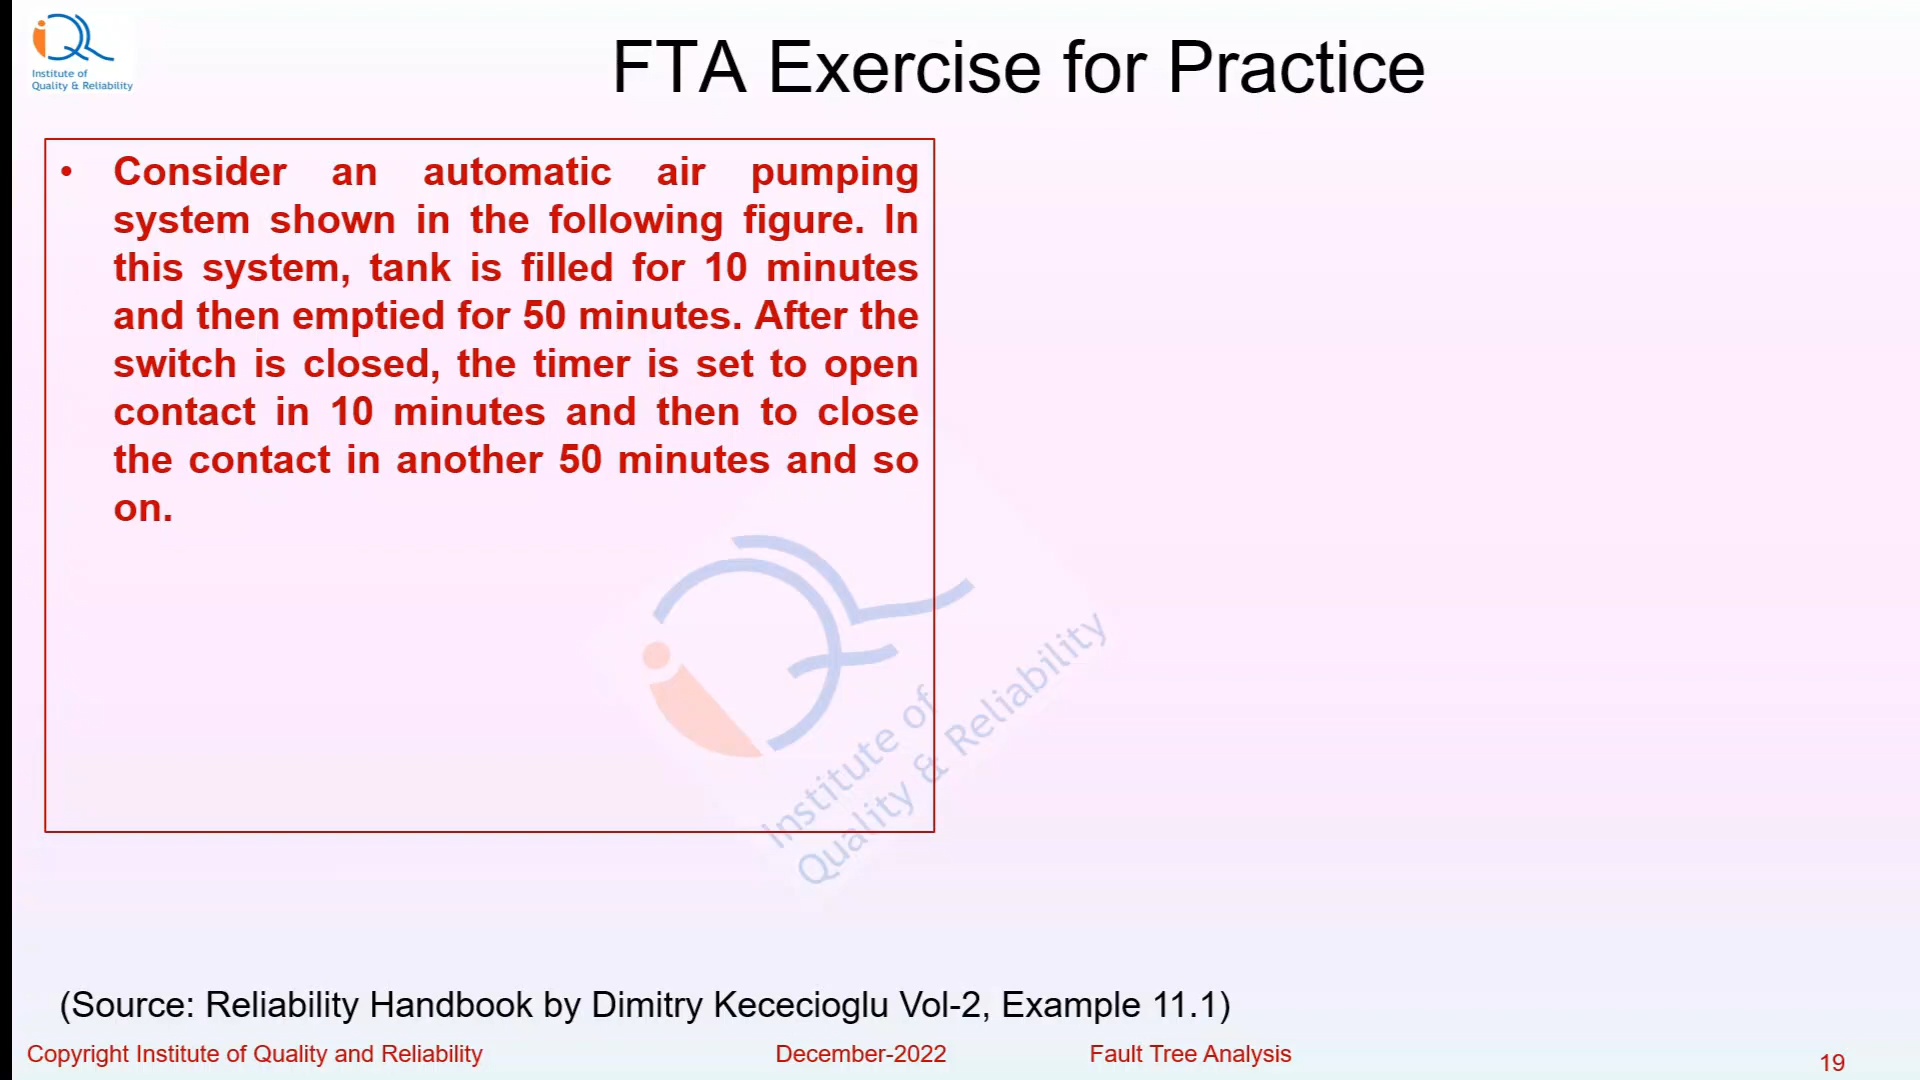 Institute of
Quality & Reliability
FTA Exercise for Practice
• Consider an automatic air pumping
system shown in the following figure. In
this system, tank is filled for 10 minutes
and then emptied for 50 minutes. After the
switch is closed, the timer is set to open
contact in 10 minutes and then to close
the contact in another 50 minutes and so
on.
Institute of
Quality & Reliability
(Source: Reliability Handbook by Dimitry Kececioglu Vol-2, Example 11.1)
Copyright Institute of Quality and Reliability
December-2022
Fault Tree Analysis
19